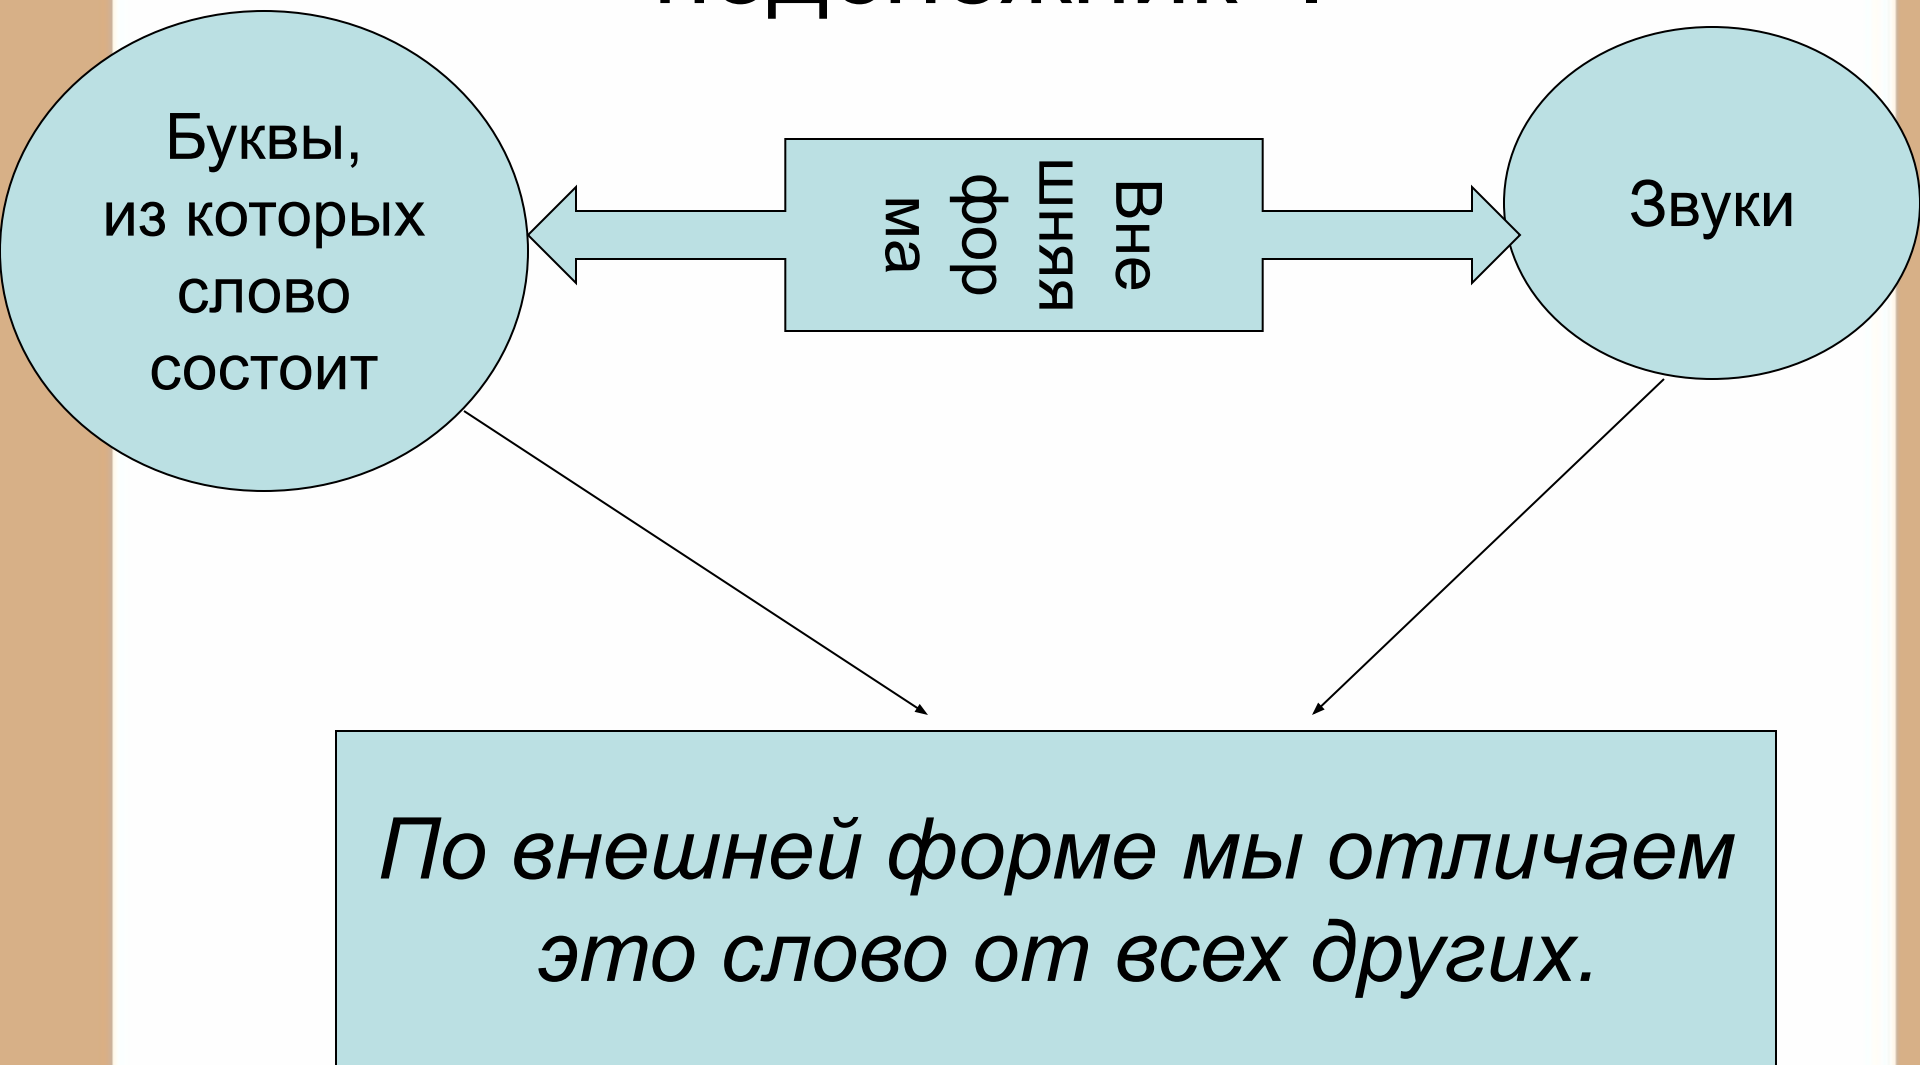 Буквы,
из которых
слово
состоит
Вне
шняя
фор
ма
Звуки
По внешней форме мы отличаем
это слово от всех других.